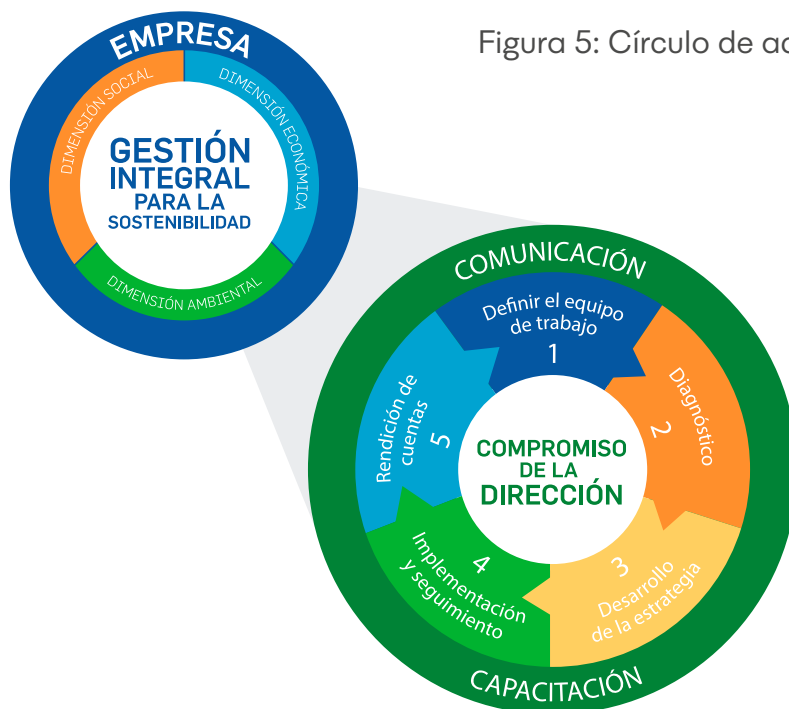 Figura 5: Círculo de
EMPRESA
DIMENSIÓN SOCIAL
DIMENSIÓN ECONÓMICA
GESTIÓN
INTEGRAL
PARA LA
SOSTENIBILIDAD
DIMENSIÓN AMBIENTAL
COMUNICACIÓN
Definir el equipo
de trabajo
1
Diagnóstico
2
Rendición de
cuentas
5
COMPROMISO
DE LA
DIRECCIÓN
3
Desarrollo
de la estrategia
4
Implementación
y seguimiento
CAPACITACIÓN